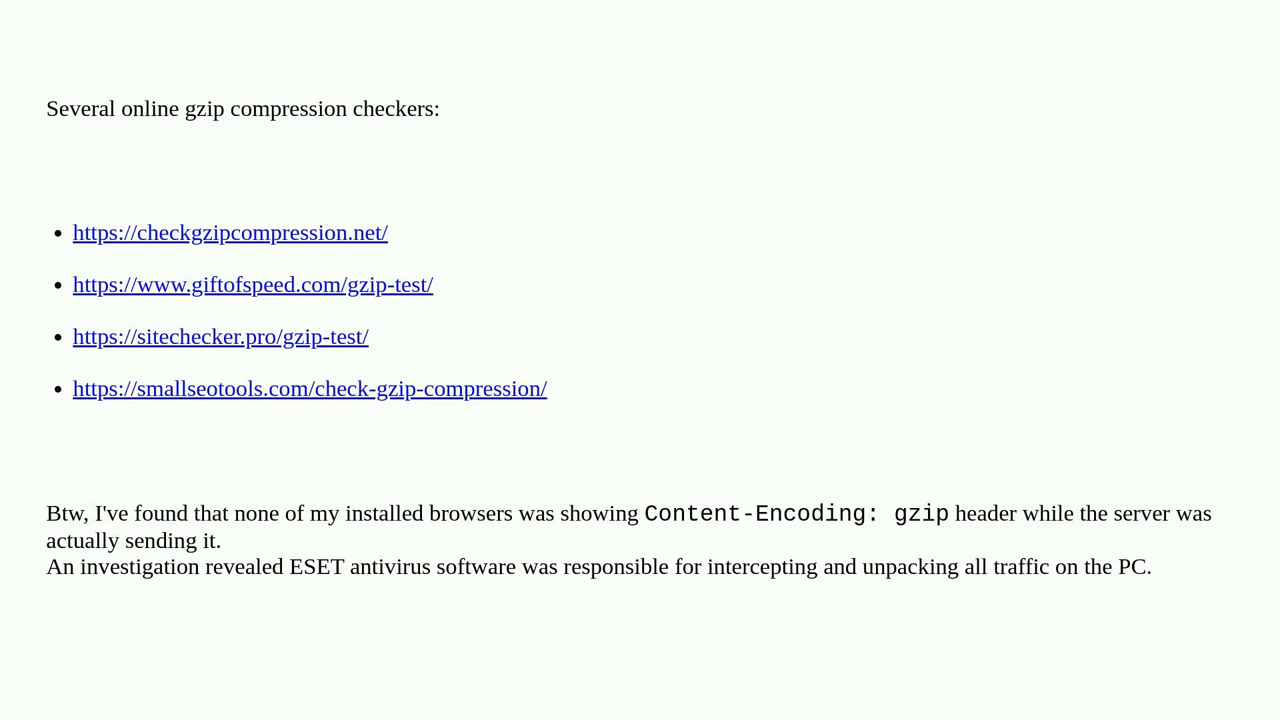 Several online gzip compression checkers:
• https://checkgzipcompression.net/
• https://www.giftofspeed.com/gzip-test/
• https://sitechecker.pro/gzip-test/
• https://smallseotools.com/check-gzip-compression/
Btw, I've found that none of my installed browsers was showing Content-Encoding: gzip header while the server was
actually sending it.
An investigation revealed ESET antivirus software was responsible for intercepting and unpacking all traffic on the PC.